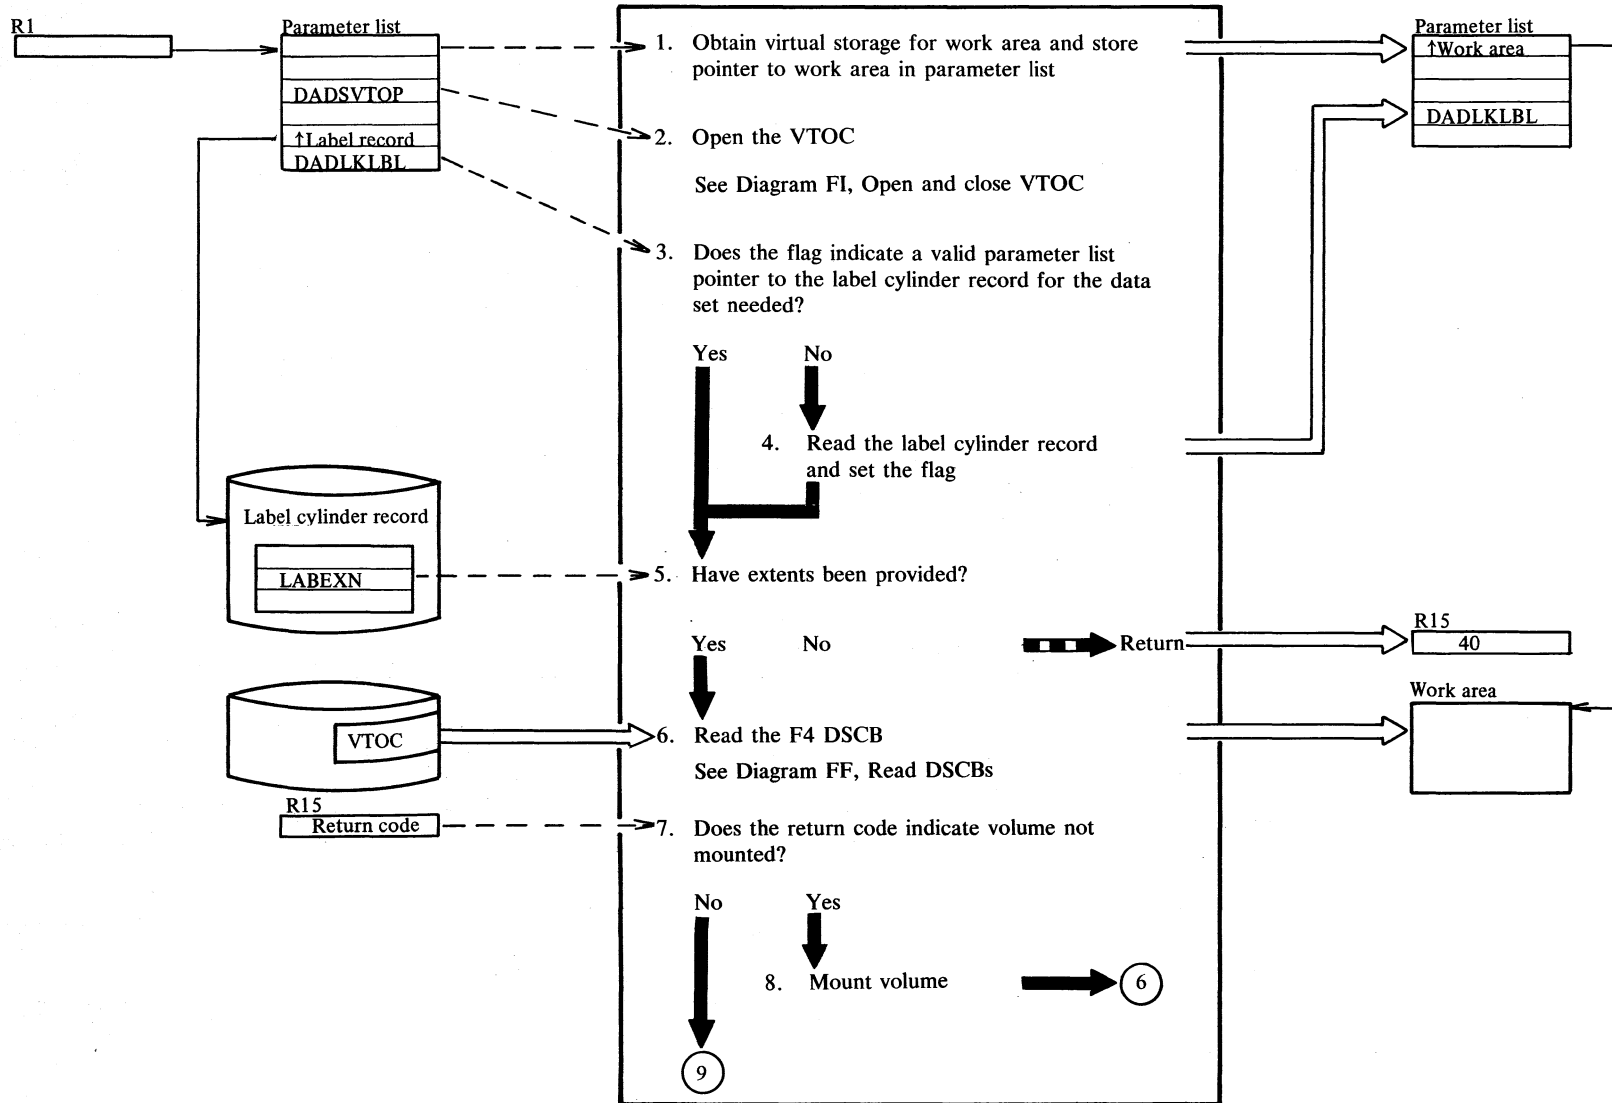 R1
Parameter list
DADSVTOP
↑Label record
DADLKLBL
1. Obtain virtual storage for work area and store
pointer to work area in parameter list
Parameter list
↑Work area
DADLKLBL
2. Open the VTOC
See Diagram FI, Open and close VTOC
3. Does the flag indicate a valid parameter list
pointer to the label cylinder record for the data
set needed?
Yes No
4. Read the label cylinder record
and set the flag
Label cylinder record
LABEXN
5. Have extents been provided?
Yes No Return
R15
40
VTOC
6. Read the F4 DSCB
See Diagram FF, Read DSCBs
Work area
R15
Return code
7. Does the return code indicate volume not
mounted?
No Yes
8. Mount volume
6
9